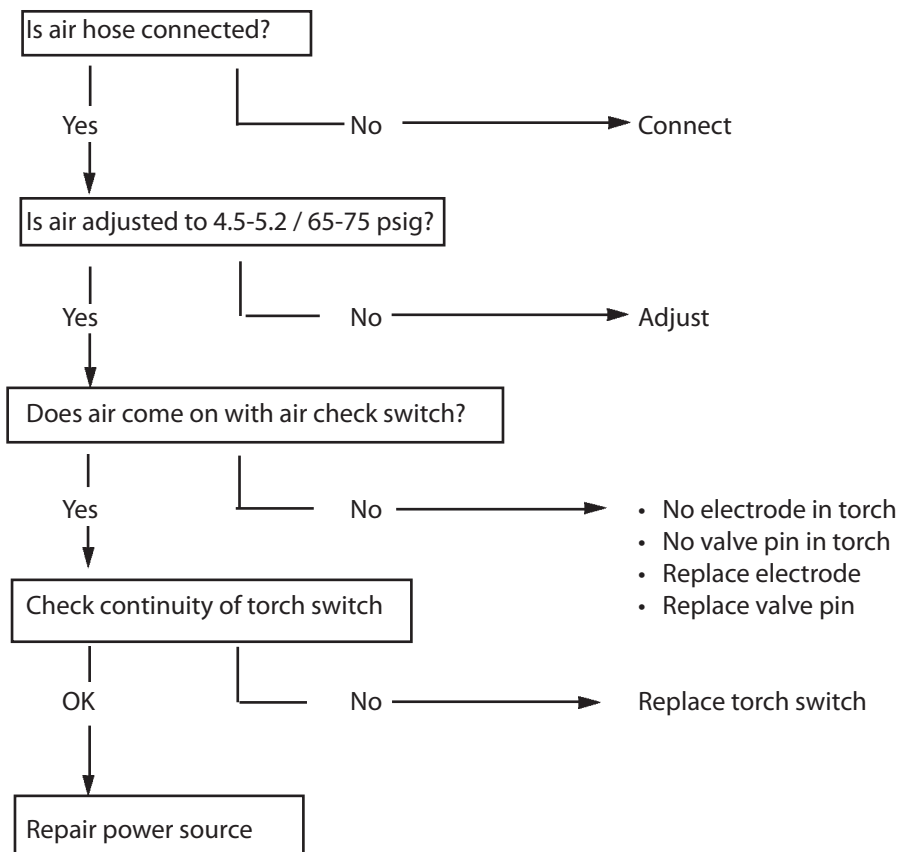 Is air hose connected?
Yes
No
Connect
Is air adjusted to 4.5-5.2 / 65-75 psig?
Yes
No
Adjust
Does air come on with air check switch?
Yes
No
• No electrode in torch
• No valve pin in torch
• Replace electrode
• Replace valve pin
Check continuity of torch switch
OK
No
Replace torch switch
Repair power source